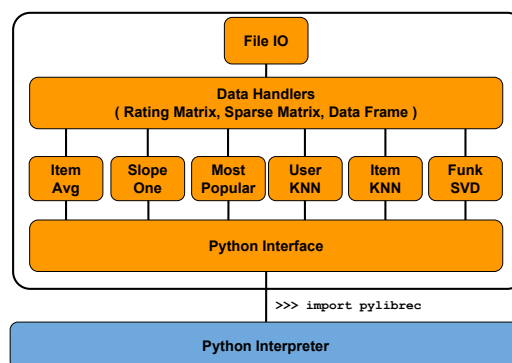 File IO
Data Handlers
( Rating Matrix, Sparse Matrix, Data Frame )
Item Avg
Slope One
Most Popular
User KNN
Item KNN
Funk SVD
Python Interface
>>> import pylibrec
Python Interpreter